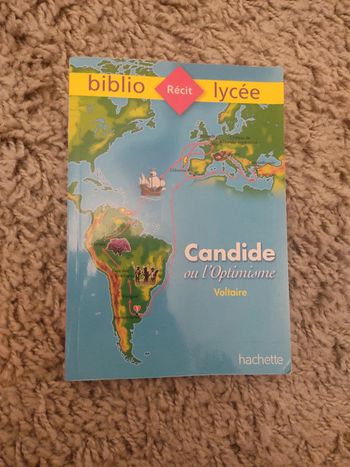 biblio
Récit
lycée
Candide
ou l'Optimisme
Voltaire
hachette